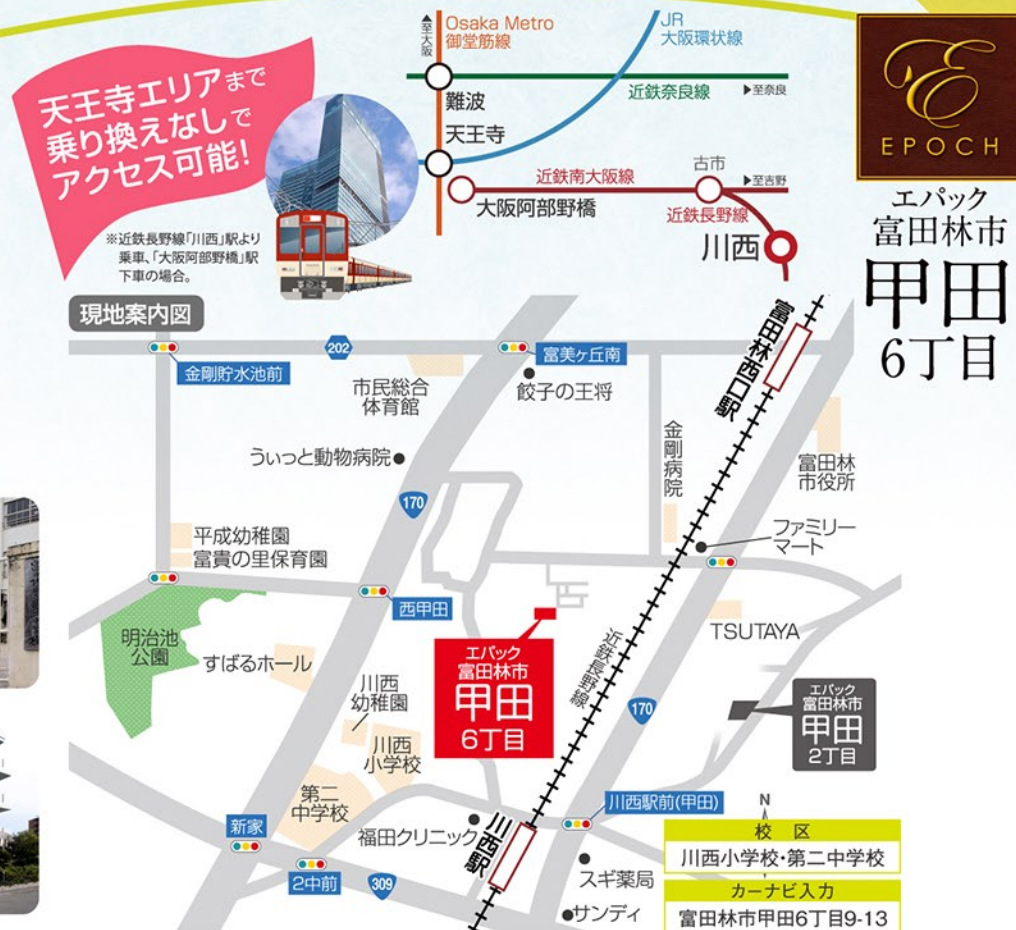 天王寺エリアまで
乗り換えなしで
アクセス可能!
※近鉄長野線「川西」駅より
乗車、「大阪阿部野橋」駅
下車の場合。
▲至大阪
Osaka Metro
御堂筋線
JR
大阪環状線
難波
近鉄奈良線
▶至奈良
天王寺
近鉄南大阪線
古市
▶至吉野
大阪阿部野橋
近鉄長野線
川西
E
EPOCH
エパック
富田林市
甲田
6丁目
現地案内図
202
金剛貯水池前
富美ヶ丘南
市民総合
体育館
餃子の王将
富田林西口駅
ういっと動物病院
金剛病院
富田林
市役所
170
平成幼稚園
富貴の里保育園
ファミリー
マート
西甲田
明治池
公園
すばるホール
エパック
富田林市
甲田
6丁目
近鉄長野線
TSUTAYA
川西
幼稚園
川西
小学校
170
エパック
富田林市
甲田
2丁目
第二
中学校
新家
福田クリニック
川西駅
川西駅前(甲田)
2中前
309
スギ薬局
サンディ
N
校 区
川西小学校・第二中学校
カーナビ入力
富田林市甲田6丁目9-13